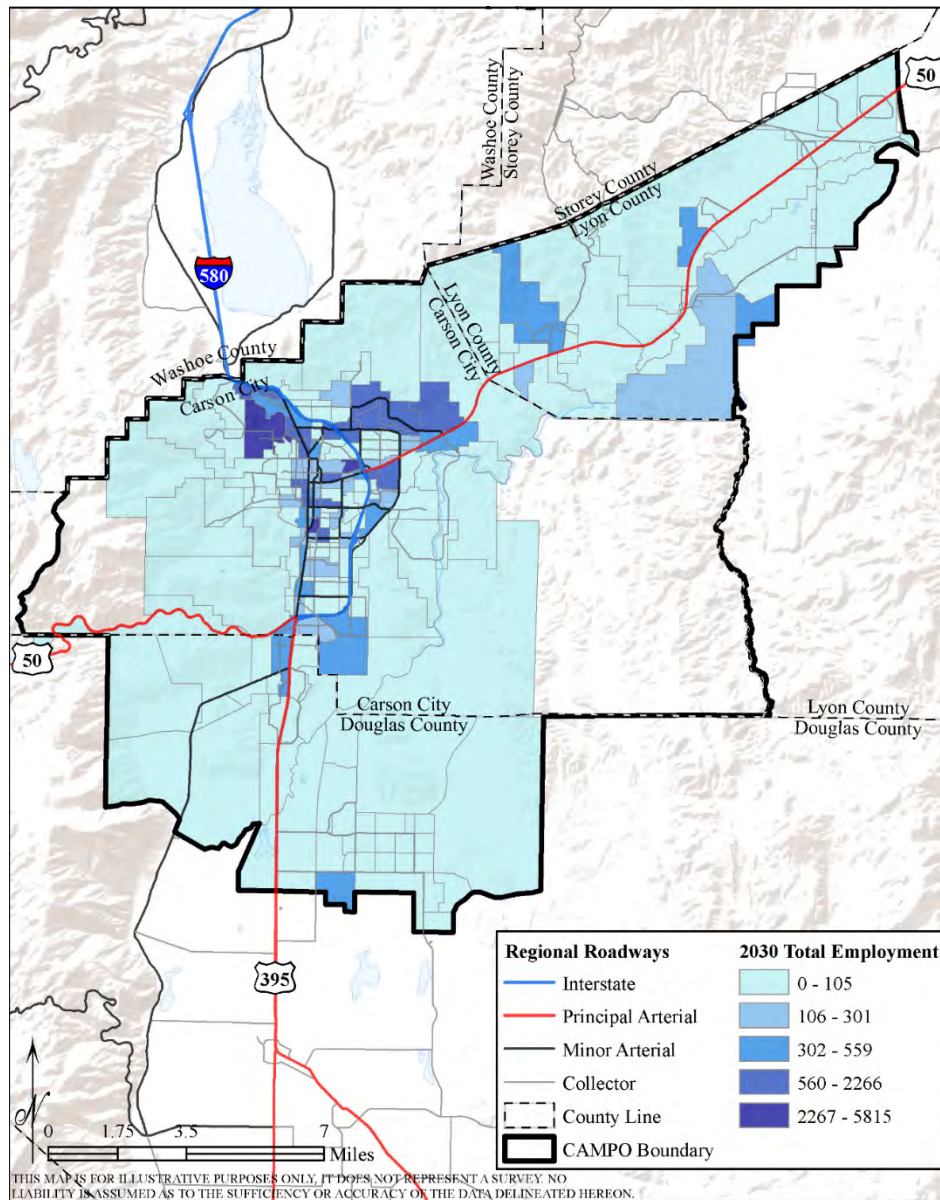 50
Washoe County
Storey County
Storey County
Lyon County
580
Lyon County
Carson City
Washoe County
Carson City
50
Carson City
Douglas County
Lyon County
Douglas County
395
Regional Roadways
Interstate
Principal Arterial
Minor Arterial
Collector
County Line
CAMPO Boundary
2030 Total Employment
0 - 105
106 - 301
302 - 559
560 - 2266
2267 - 5815
N
0 1.75 3.5 7
Miles
THIS MAP IS FOR ILLUSTRATIVE PURPOSES ONLY, IT DOES NOT REPRESENT A SURVEY. NO
LIABILITY IS ASSUMED AS TO THE SUFFICIENCY OR ACCURACY OF THE DATA DELINEATED HEREON.